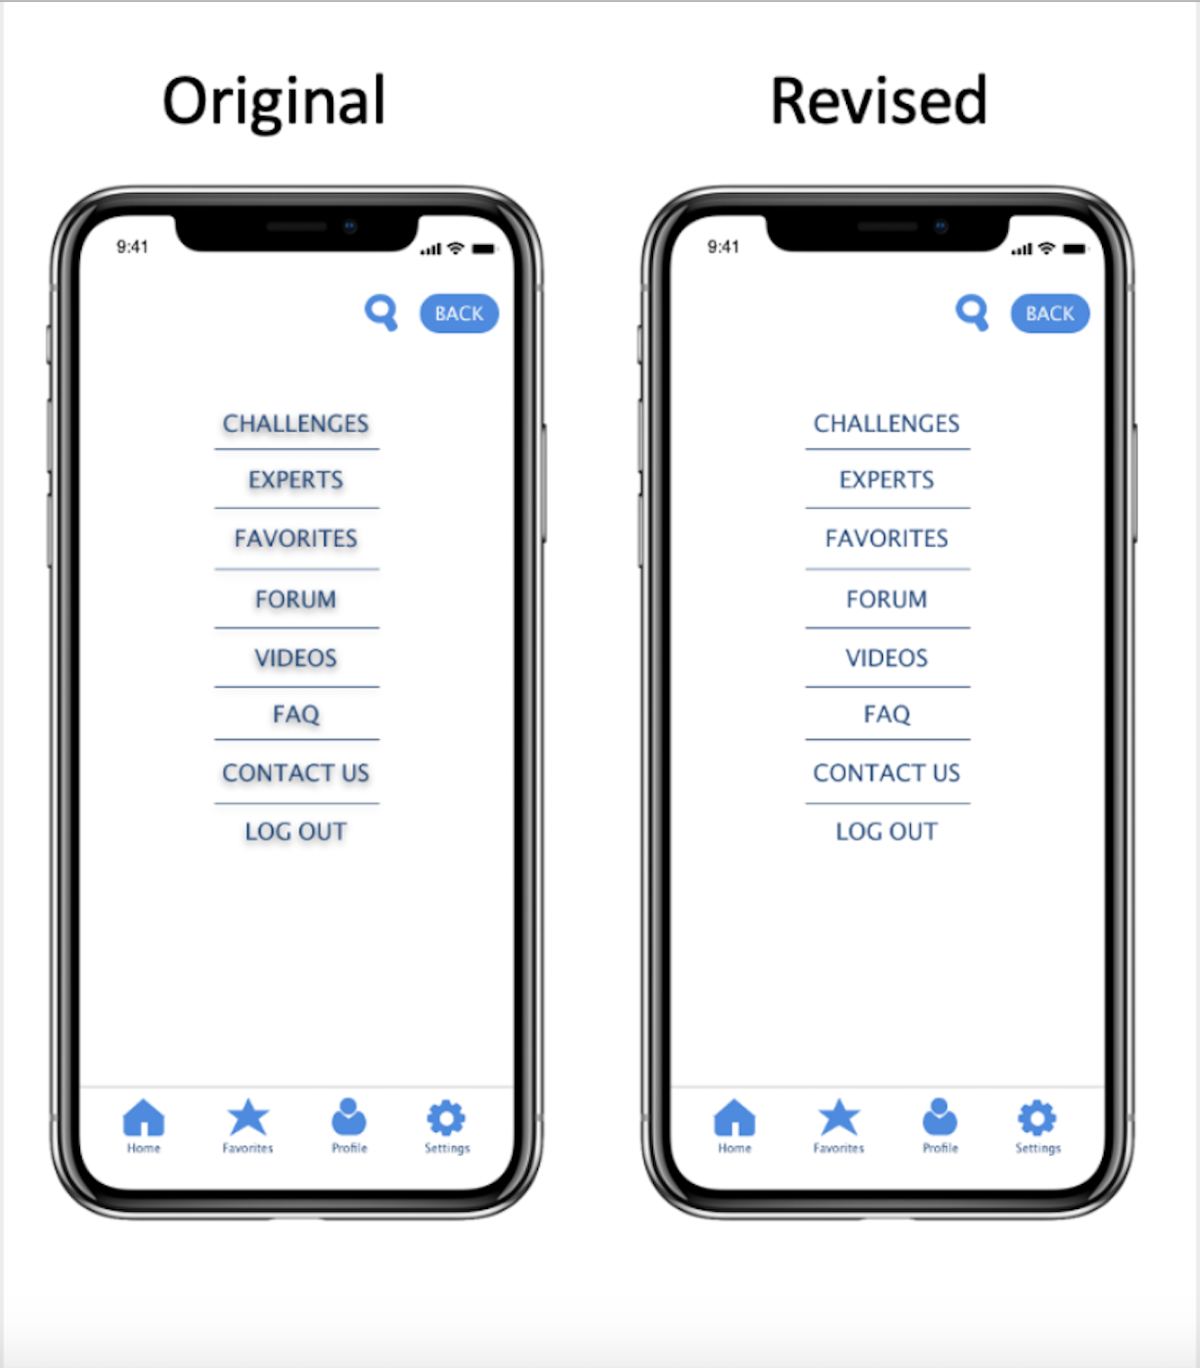 Original
Revised
9:41
BACK
CHALLENGES
EXPERTS
FAVORITES
FORUM
VIDEOS
FAQ
CONTACT US
LOG OUT
Home Favorites Profile Settings
9:41
BACK
CHALLENGES
EXPERTS
FAVORITES
FORUM
VIDEOS
FAQ
CONTACT US
LOG OUT
Home Favorites Profile Settings